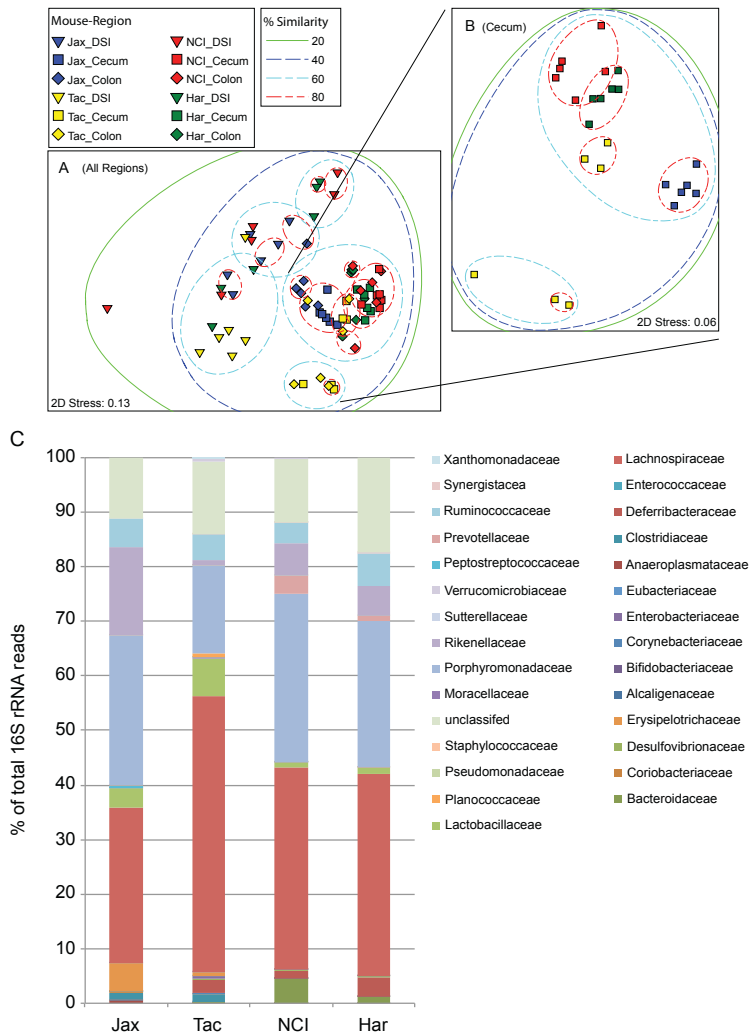 Mouse-Region
Jax_DSI
Jax_Cecum
Jax_Colon
Tac_DSI
Tac_Cecum
Tac_Colon
NCI_DSI
NCI_Cecum
NCI_Colon
Har_DSI
Har_Cecum
Har_Colon
% Similarity
20
40
60
80
A (All Regions)
2D Stress: 0.13
B (Cecum)
2D Stress: 0.06
C
% of total 16S rRNA reads
100
90
80
70
60
50
40
30
20
10
0
Jax Tac NCI Har
Xanthomonadaceae
Synergistacea
Ruminococcaceae
Prevotellaceae
Peptostreptococcaceae
Verrucomicrobiaceae
Sutterellaceae
Rikenellaceae
Porphyromonadaceae
Moracellaceae
unclassifed
Staphylococcaceae
Pseudomonadaceae
Planococcaceae
Lactobacillaceae
Lachnospiraceae
Enterococcaceae
Deferribacteraceae
Clostridiaceae
Anaeroplasmataceae
Eubacteriaceae
Enterobacteriaceae
Corynebacteriaceae
Bifidobacteriaceae
Alcaligenaceae
Erysipelotrichaceae
Desulfovibrionaceae
Coriobacteriaceae
Bacteroidaceae